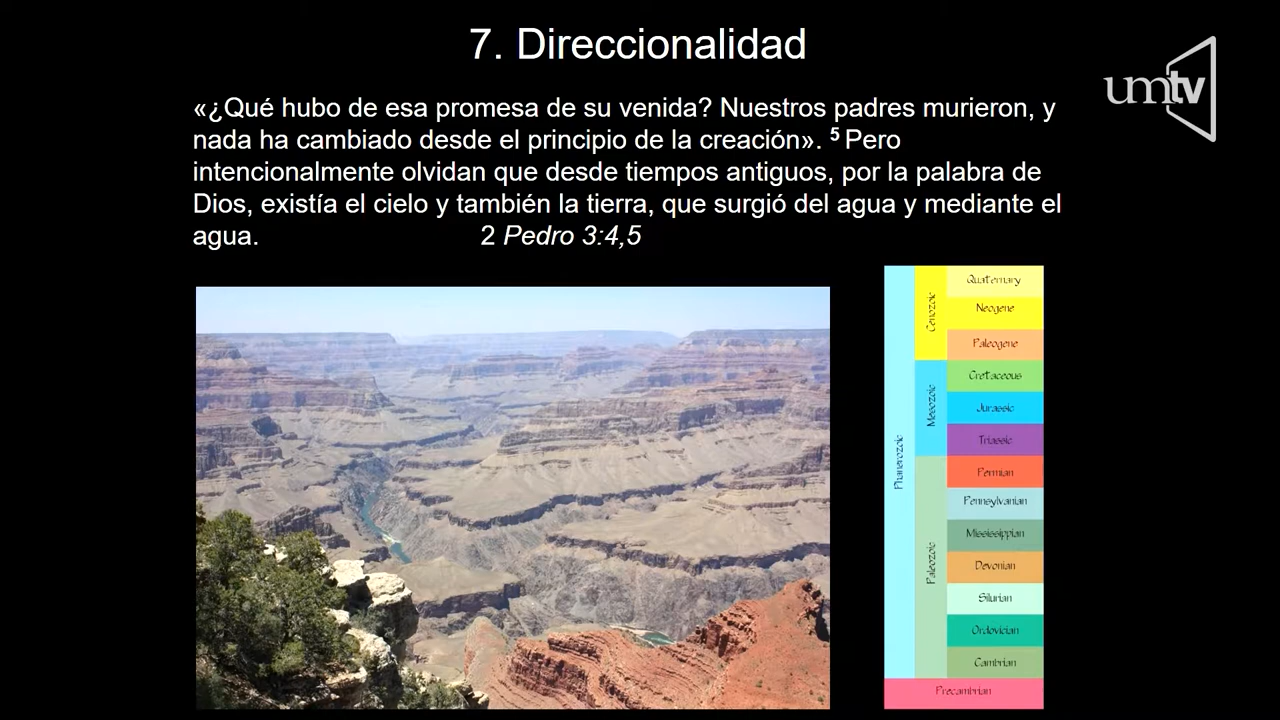 7. Direccionalidad
umtv
«¿Qué hubo de esa promesa de su venida? Nuestros padres murieron, y
nada ha cambiado desde el principio de la creación». 5 Pero
intencionalmente olvidan que desde tiempos antiguos, por la palabra de
Dios, existía el cielo y también la tierra, que surgió del agua y mediante el
agua. 2 Pedro 3:4,5
Phanerozoic
Cenozoic
Quaternary
Neogene
Paleogene
Mesozoic
Cretaceous
Jurassic
Triassic
Paleozoic
Permian
Pennsylvanian
Mississippian
Devonian
Silurian
Ordovician
Cambrian
Precambrian